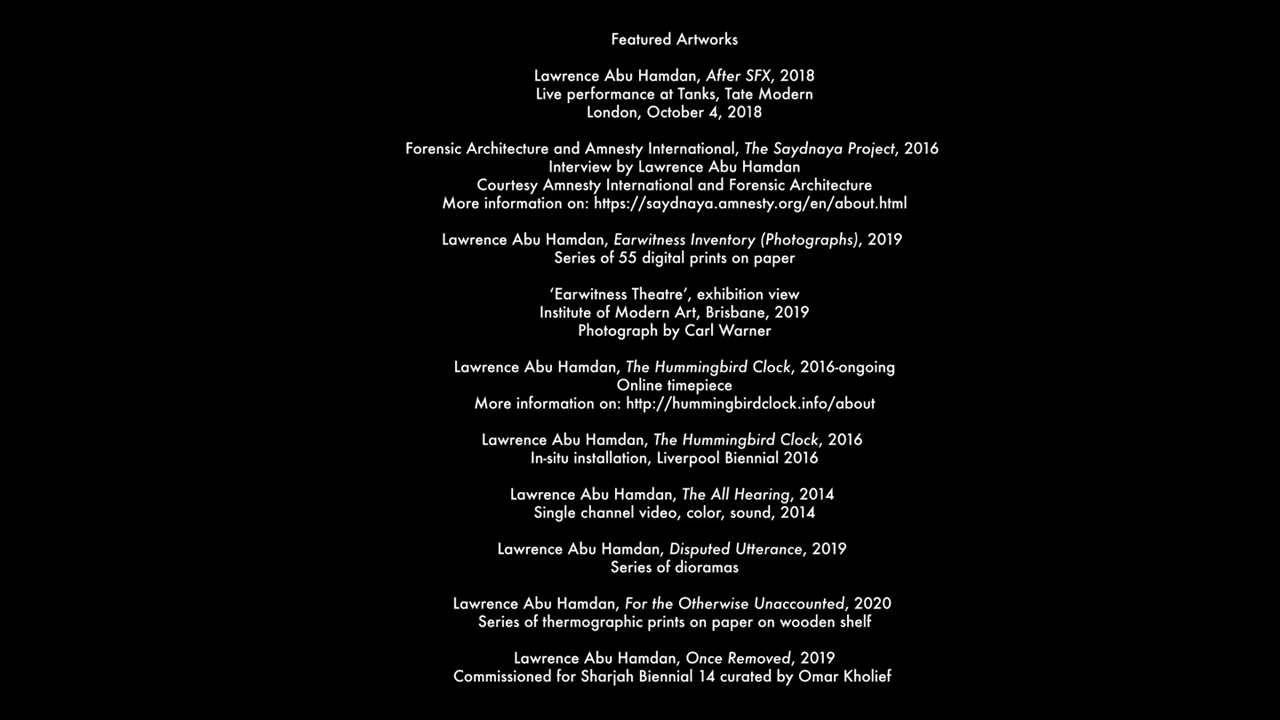 Featured Artworks
Lawrence Abu Hamdan, After SFX, 2018
Live performance at Tanks, Tate Modern
London, October 4, 2018
Forensic Architecture and Amnesty International, The Saydnaya Project, 2016
Interview by Lawrence Abu Hamdan
Courtesy Amnesty International and Forensic Architecture
More information on: https://saydnaya.amnesty.org/en/about.html
Lawrence Abu Hamdan, Earwitness Inventory (Photographs), 2019
Series of 55 digital prints on paper
‘Earwitness Theatre’, exhibition view
Institute of Modern Art, Brisbane, 2019
Photograph by Carl Warner
Lawrence Abu Hamdan, The Hummingbird Clock, 2016-ongoing
Online timepiece
More information on: http://hummingbirdclock.info/about
Lawrence Abu Hamdan, The Hummingbird Clock, 2016
In-situ installation, Liverpool Biennial 2016
Lawrence Abu Hamdan, The All Hearing, 2014
Single channel video, color, sound, 2014
Lawrence Abu Hamdan, Disputed Utterance, 2019
Series of dioramas
Lawrence Abu Hamdan, For the Otherwise Unaccounted, 2020
Series of thermographic prints on paper on wooden shelf
Lawrence Abu Hamdan, Once Removed, 2019
Commissioned for Sharjah Biennial 14 curated by Omar Kholief